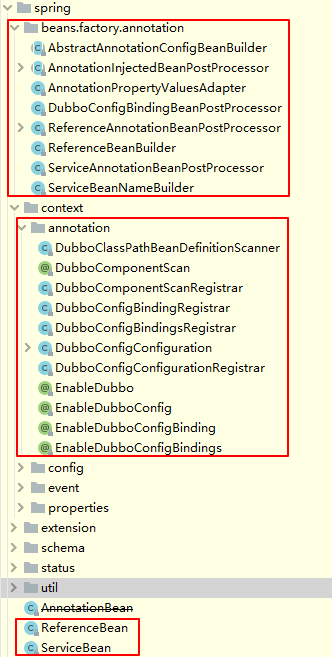 spring
beans.factory.annotation
AbstractAnnotationConfigBeanBuilder
AnnotationInjectedBeanPostProcessor
AnnotationPropertyValuesAdapter
DubboConfigBindingBeanPostProcessor
ReferenceAnnotationBeanPostProcessor
ReferenceBeanBuilder
ServiceAnnotationBeanPostProcessor
ServiceBeanNameBuilder
context
annotation
DubboClassPathBeanDefinitionScanner
DubboComponentScan
DubboComponentScanRegistrar
DubboConfigBindingRegistrar
DubboConfigBindingsRegistrar
DubboConfigConfiguration
DubboConfigConfigurationRegistrar
EnableDubbo
EnableDubboConfig
EnableDubboConfigBinding
EnableDubboConfigBindings
config
event
properties
extension
schema
status
util
AnnotationBean
ReferenceBean
ServiceBean